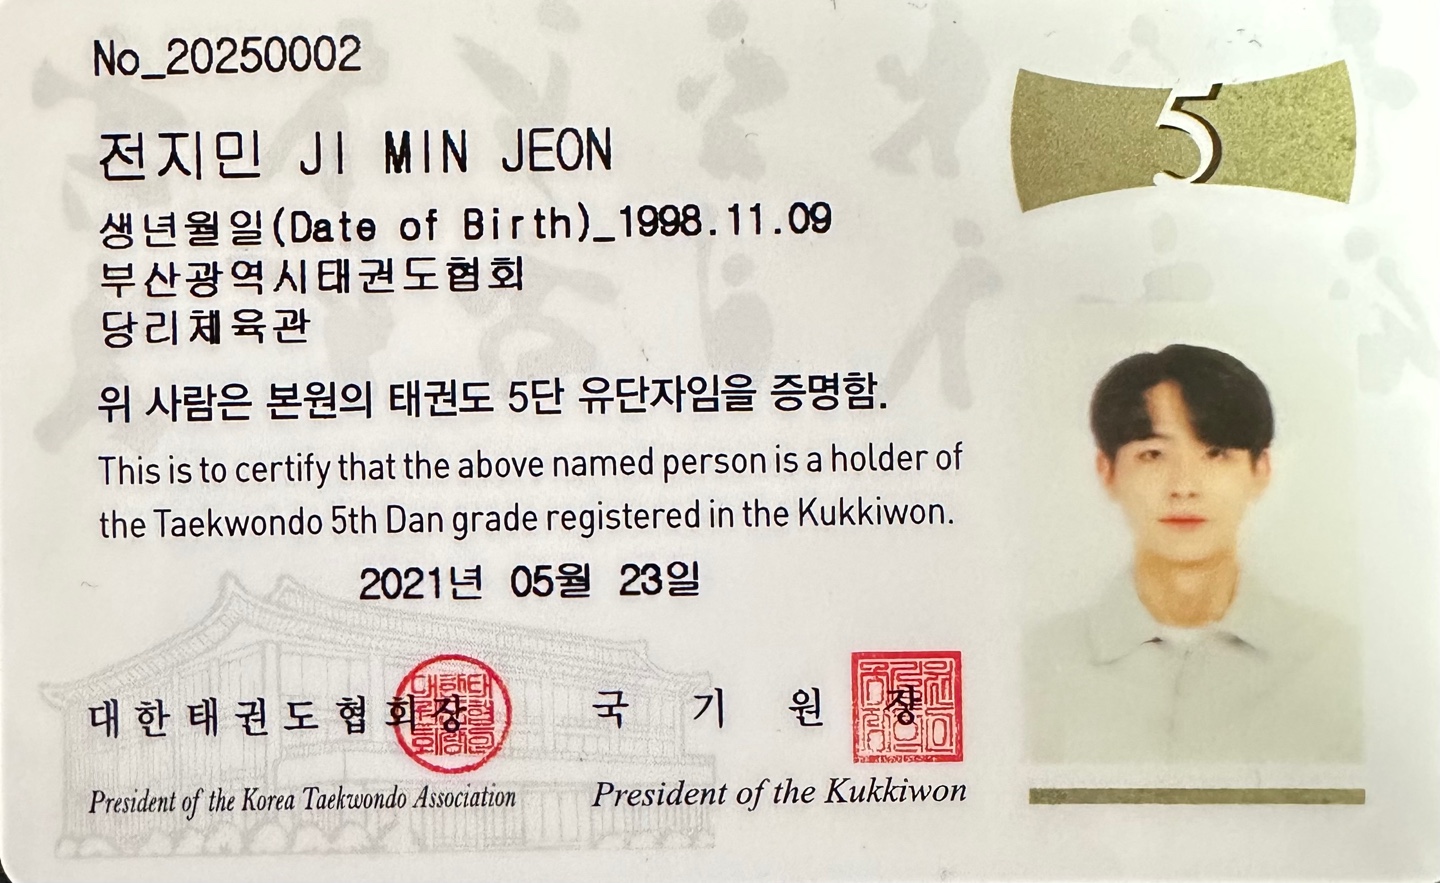 No_20250002
5
전지민 JI MIN JEON
생년월일(Date of Birth)_1998.11.09
부산광역시태권도협회
당리체육관
위 사람은 본원의 태권도 5단 유단자임을 증명함.
This is to certify that the above named person is a holder of
the Taekwondo 5th Dan grade registered in the Kukkiwon.
2021년 05월 23일
대한태권도협회장 국기원장
President of the Korea Taekwondo Association President of the Kukkiwon